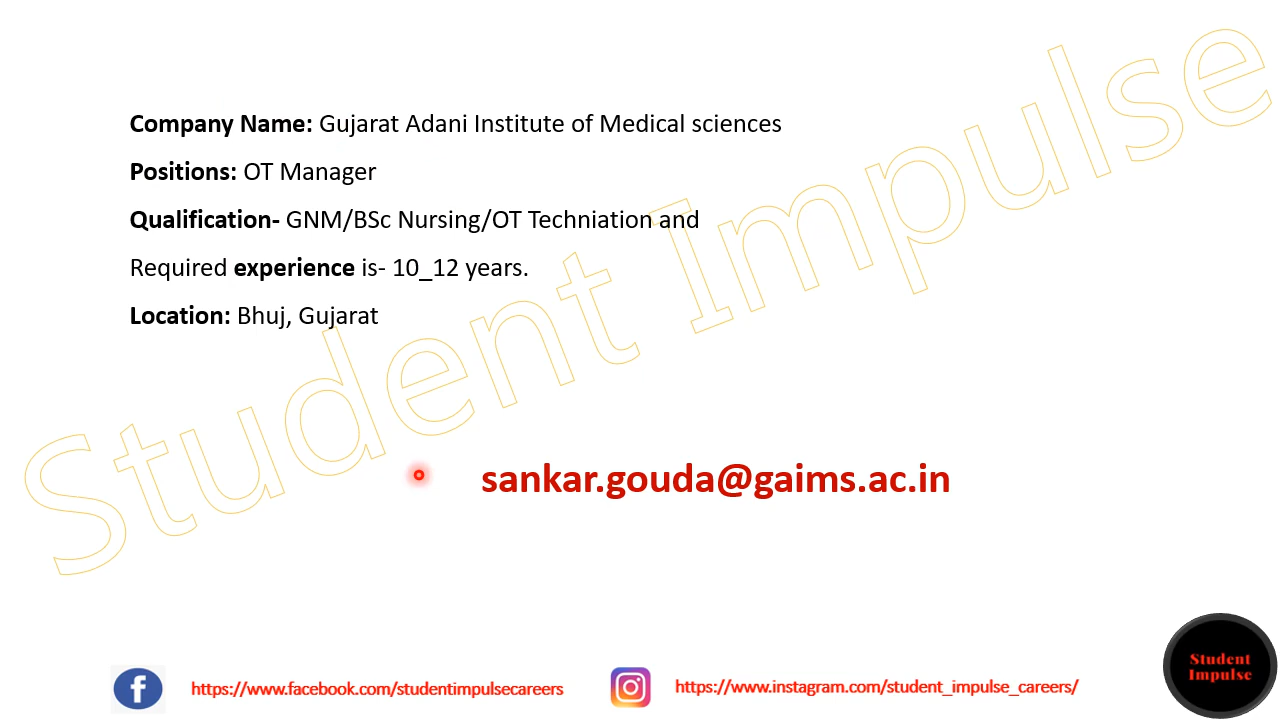 Company Name: Gujarat Adani Institute of Medical sciences
Positions: OT Manager
Qualification- GNM/BSc Nursing/OT Techniation and
Required experience is- 10_12 years.
Location: Bhuj, Gujarat
Student Impulse
sankar.gouda@gaims.ac.in
https://www.facebook.com/studentimpulsecareers
https://www.instagram.com/student_impulse_careers/
Student
Impulse